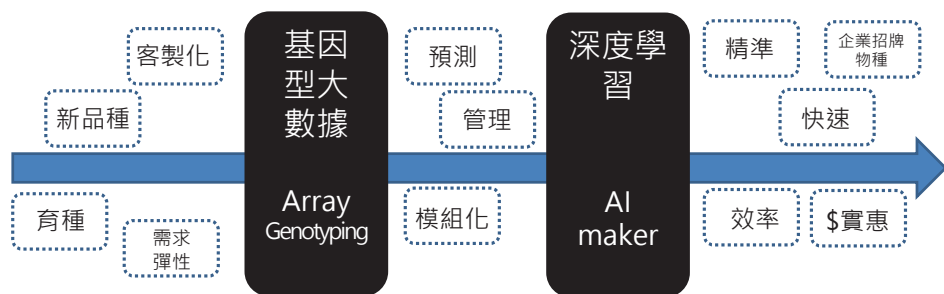 客製化
新品種
育種
需求
彈性
基因
型大
數據
Array
Genotyping
預測
管理
模組化
深度學
習
AI
maker
精準
企業招牌
物種
快速
效率
$實惠